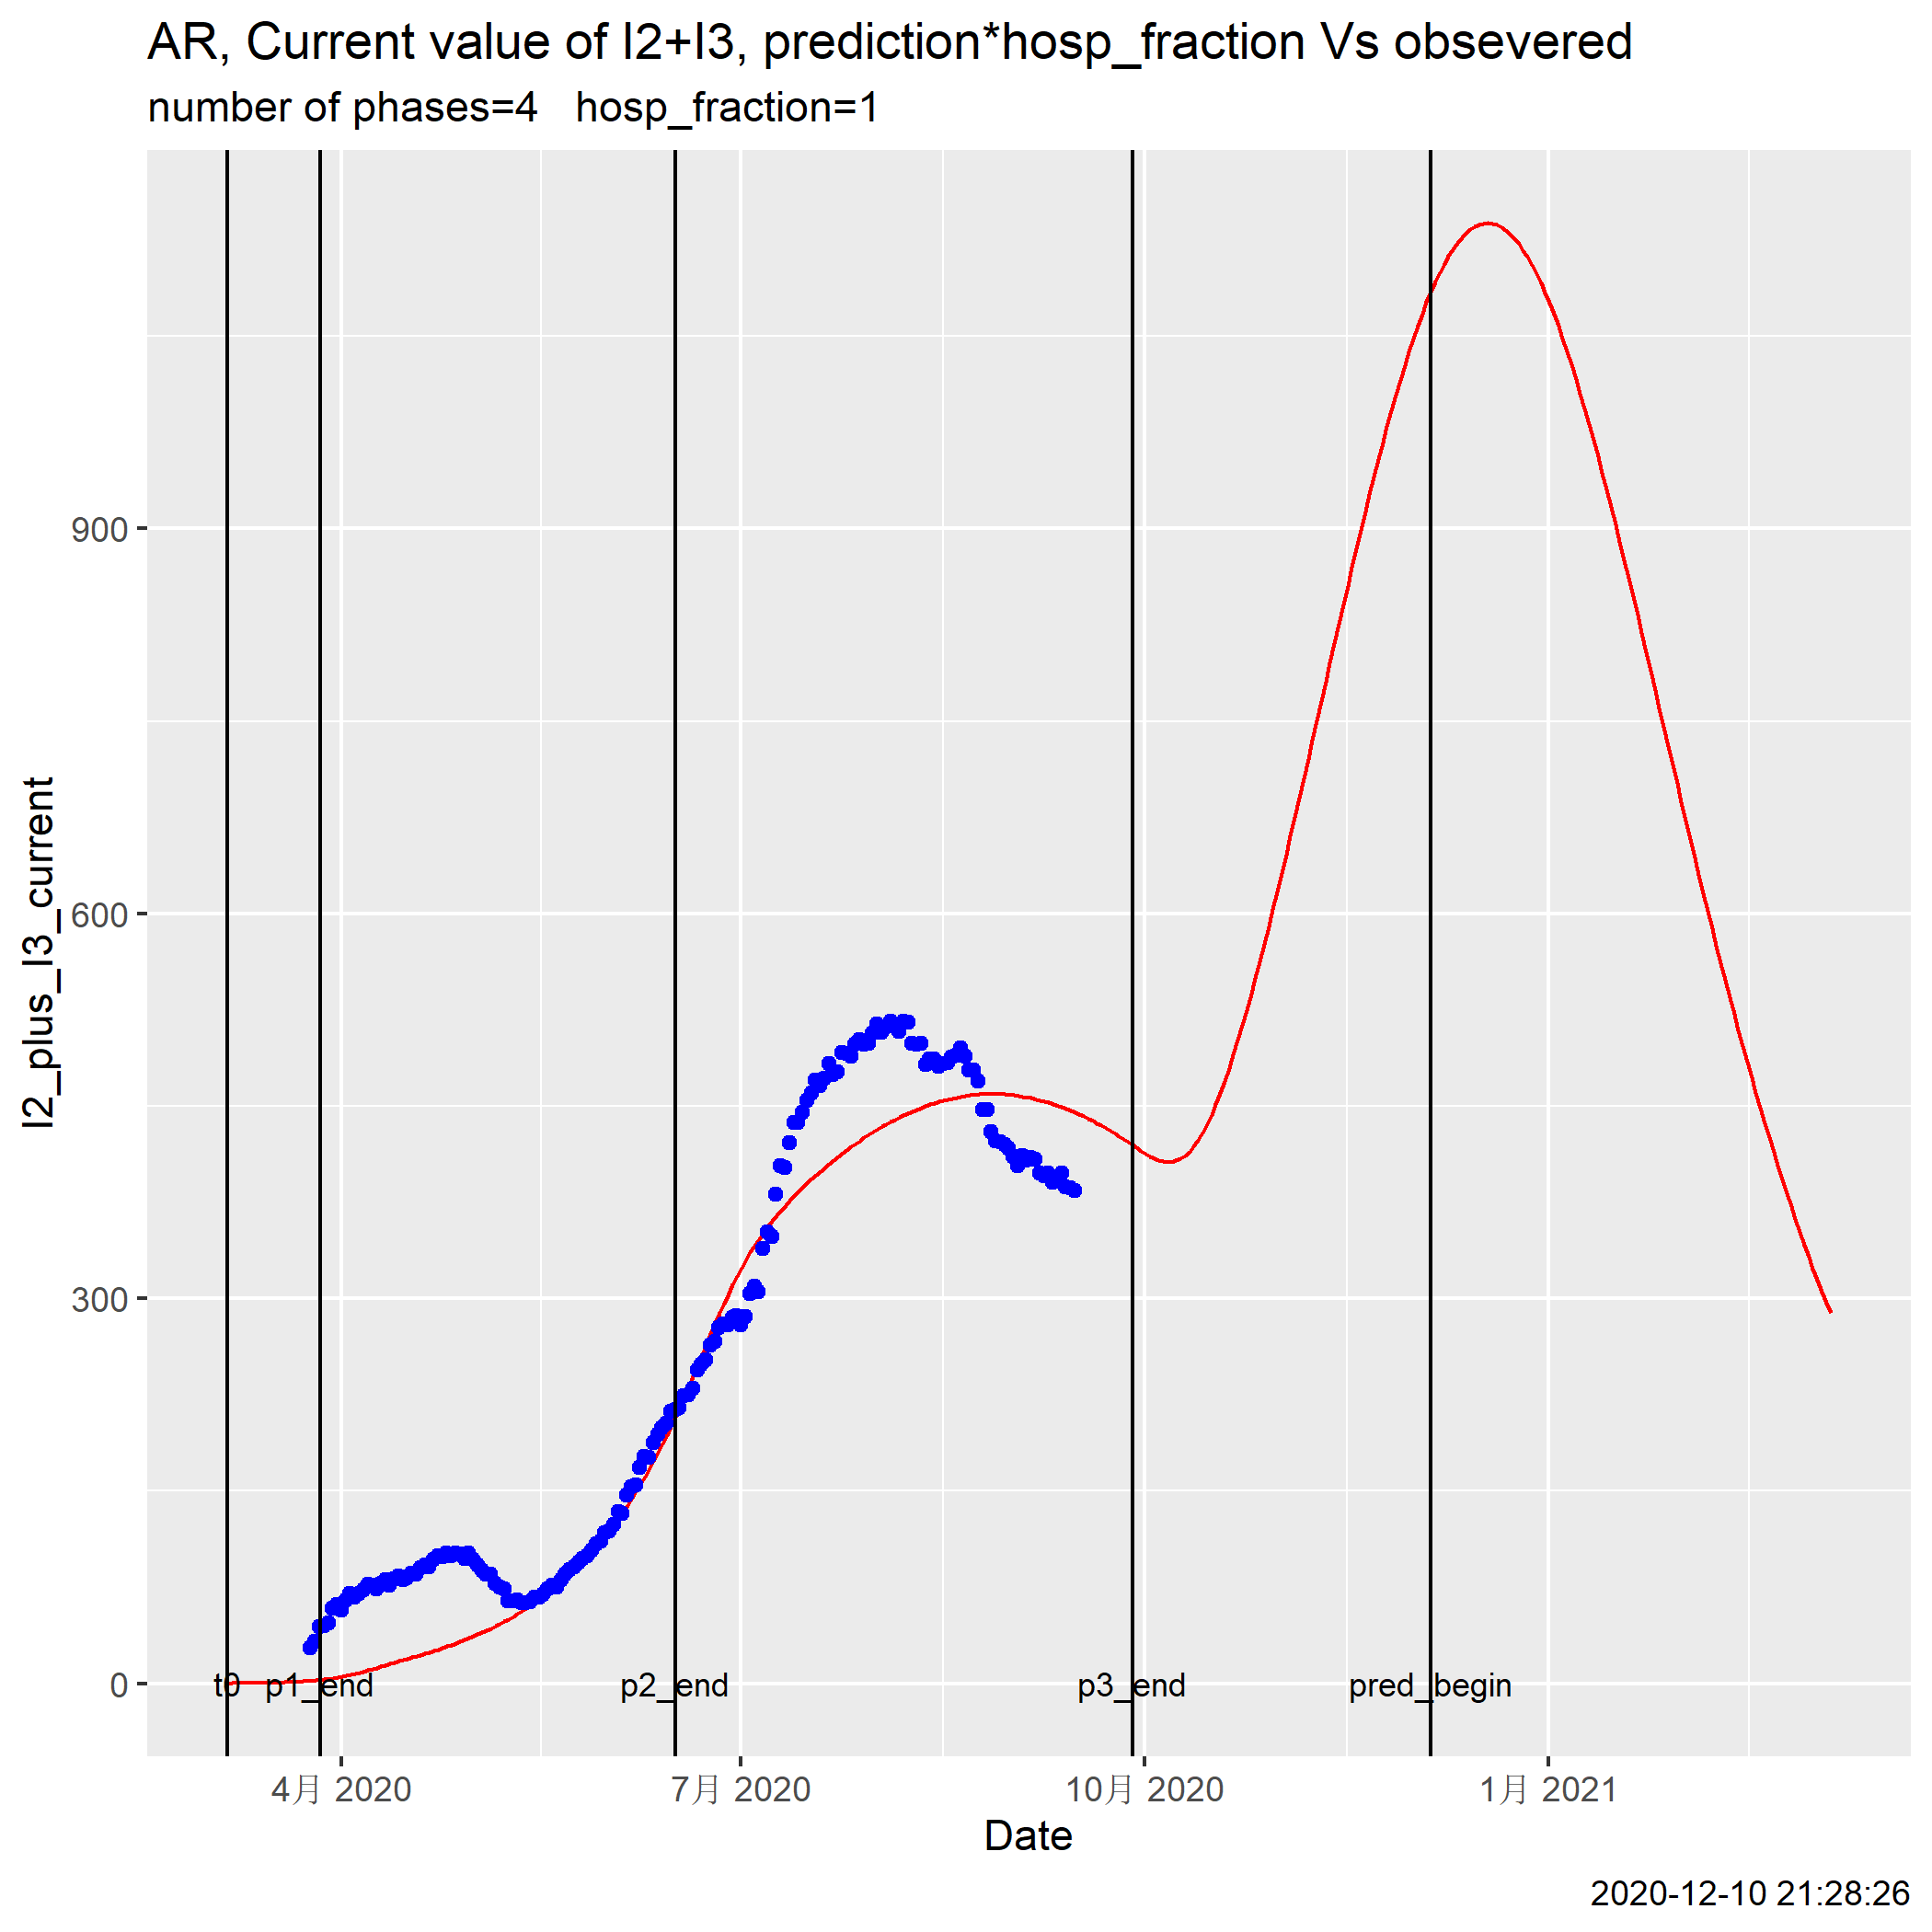 AR, Current value of I2+I3, prediction*hosp_fraction Vs obsevered
number of phases=4   hosp_fraction=1
I2_plus_I3_current
900
600
300
0
t0 p1_end p2_end p3_end pred_begin
4月 2020 7月 2020 10月 2020 1月 2021
Date
2020-12-10 21:28:26